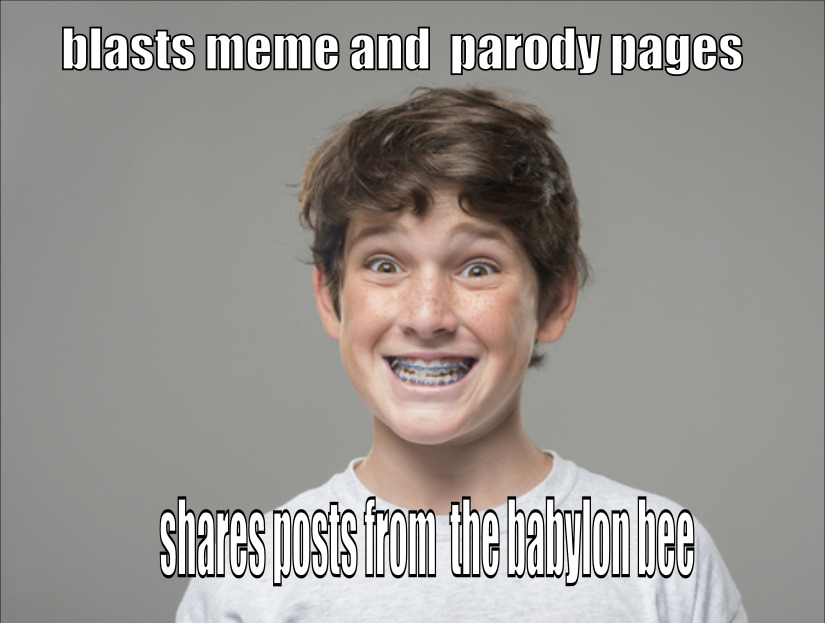 blasts meme and parody pages
shares posts from the babylon bee